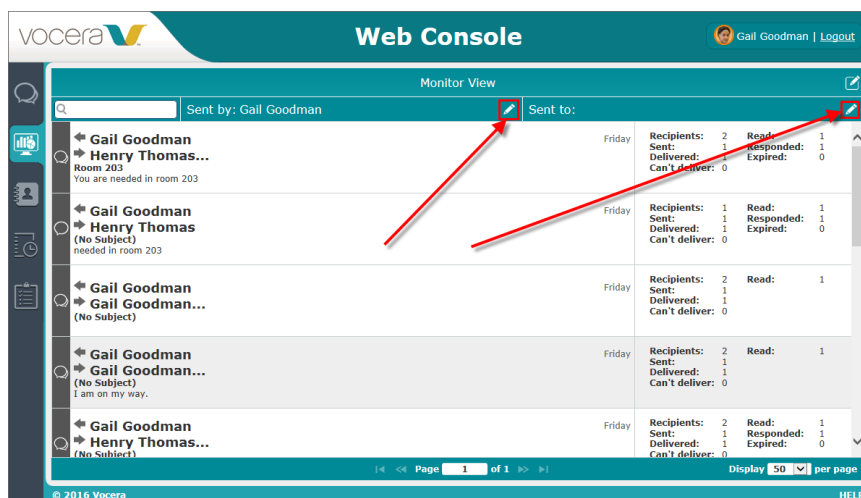 vocera
Web Console
Gail Goodman | Logout
Monitor View
Sent by: Gail Goodman
Sent to:
Gail Goodman
Henry Thomas...
Room 203
You are needed in room 203
Friday
Recipients: 2 Read: 1
Sent: 1 Responded: 1
Delivered: 1 Expired: 0
Can't deliver: 0
Gail Goodman
Henry Thomas
(No Subject)
needed in room 203
Friday
Recipients: 1 Read: 1
Sent: 1 Responded: 1
Delivered: 1 Expired: 0
Can't deliver: 0
Gail Goodman
Gail Goodman...
(No Subject)
Friday
Recipients: 2 Read: 1
Sent: 1
Delivered: 1
Can't deliver: 0
Gail Goodman
Gail Goodman...
(No Subject)
I am on my way.
Friday
Recipients: 2 Read: 1
Sent: 1
Delivered: 1
Can't deliver: 0
Gail Goodman
Henry Thomas...
(No Subject)
Friday
Recipients: 2 Read: 1
Sent: 1 Responded: 1
Delivered: 1 Expired: 0
Can't deliver: 0
Page 1 of 1
Display 50 per page
© 2016 Vocera
HELP